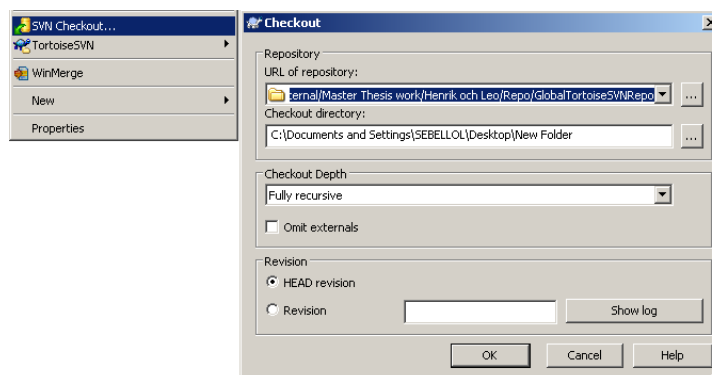 SVN Checkout...
TortoiseSVN
WinMerge
New
Properties
Checkout
Repository
URL of repository:
ernal/Master Thesis work/Henrik och Leo/Repo/GlobalTortoiseSVNRepo
...
Checkout directory:
C:\Documents and Settings\SEBELLOL\Desktop\New Folder
...
Checkout Depth
Fully recursive
Omit externals
Revision
HEAD revision
Revision
Show log
OK Cancel Help